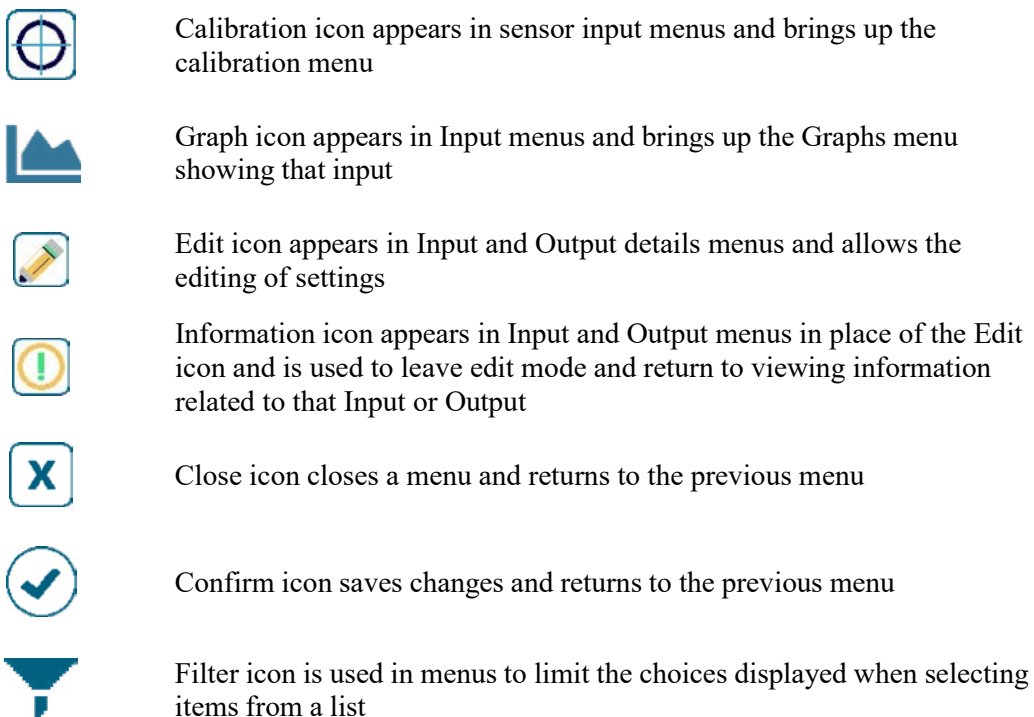 Calibration icon appears in sensor input menus and brings up the
calibration menu
Graph icon appears in Input menus and brings up the Graphs menu
showing that input
Edit icon appears in Input and Output details menus and allows the
editing of settings
Information icon appears in Input and Output menus in place of the Edit
icon and is used to leave edit mode and return to viewing information
related to that Input or Output
X
Close icon closes a menu and returns to the previous menu
Confirm icon saves changes and returns to the previous menu
Filter icon is used in menus to limit the choices displayed when selecting
items from a list